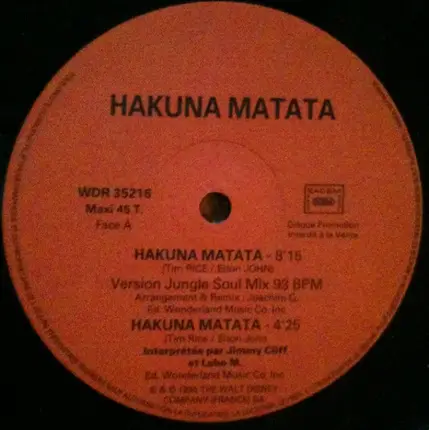 HAKUNA MATATA
WDR 35216
Maxi 45 T.
Face A
SACEM
Disque Promotion
Interdit à la Vente
HAKUNA MATATA - 8'15
(Tim RICE / Elton JOHN)
Version Jungle Soul Mix 93 BPM
Arrangement & Remix : Joachim G.
Ed. Wonderland Music Co. Inc
HAKUNA MATATA - 4'25
(Tim Rice / Elton John
Interprétée par Jimmy Cliff
et Lebo M.
Ed. Wonderland Music Co. Inc
THE WALT DISNEY
COMPANY (FRANCE) SA